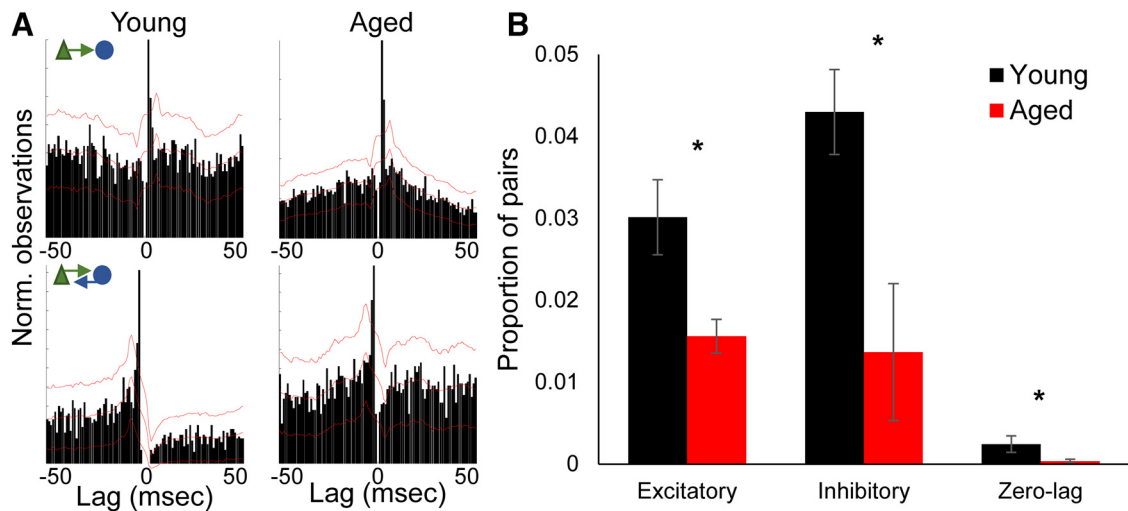 A
Young
Aged
Norm. observations
-50
0
50
-50
0
50
-50
0
50
-50
0
50
Lag (msec)
Lag (msec)
B
Proportion of pairs
0.05
0.04
0.03
0.02
0.01
0
*
*
*
Young
Aged
Excitatory
Inhibitory
Zero-lag